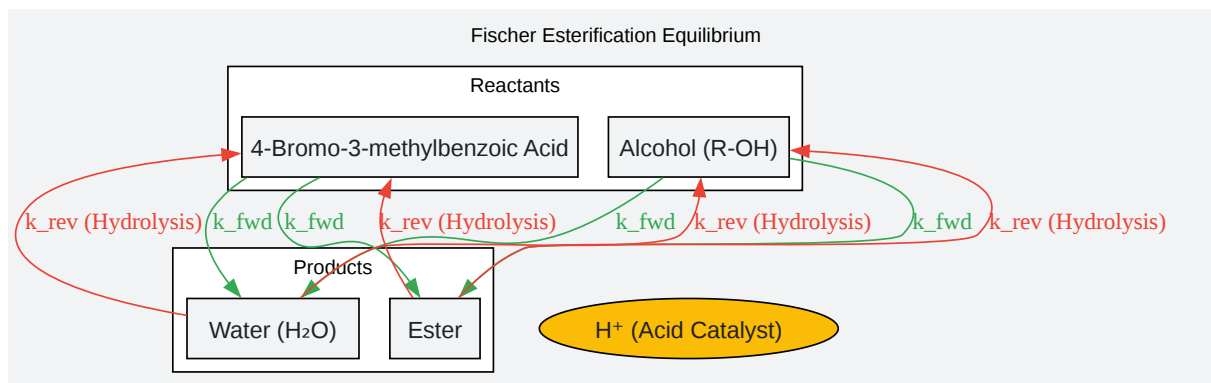 Fischer Esterification Equilibrium
Reactants
4-Bromo-3-methylbenzoic Acid
Alcohol (R-OH)
k_rev (Hydrolysis)
k_fwd
k_fwd
k_rev (Hydrolysis)
k_fwd
k_rev (Hydrolysis)
k_fwd
k_rev (Hydrolysis)
Products
Water (H₂O)
Ester
H⁺ (Acid Catalyst)